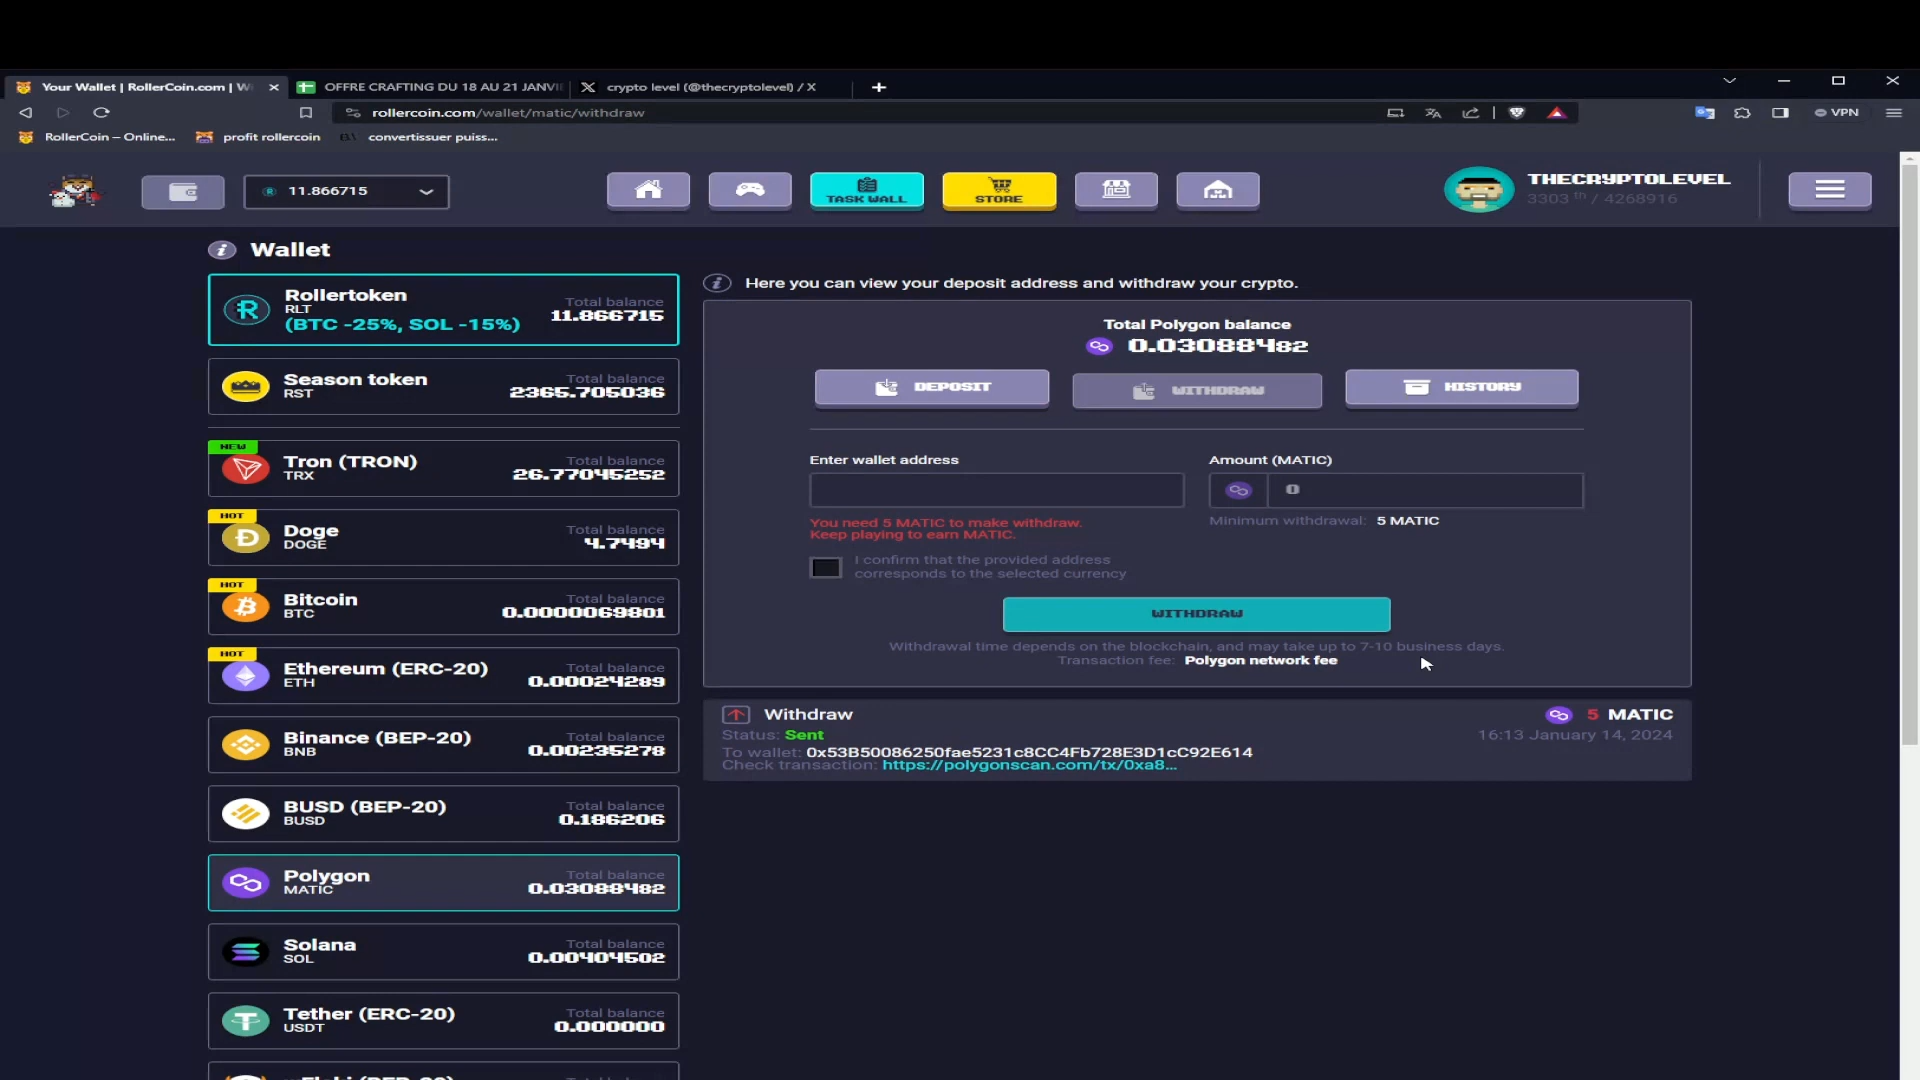 Your Wallet | RollerCoin.com | W
OFFRE CRAFTING DU 18 AU 21 JANVI
crypto level (@thecryptolevel) / X
rollercoin.com/wallet/matic/withdraw
VPN
RollerCoin – Online...
profit rollercoin
convertissuer puiss...
11.866715
TASK WALL
STORE
THECRYPTOLEVEL
3303 th / 4268916
Wallet
Rollertoken
RLT
(BTC -25%, SOL -15%)
Total balance
11.866715
Season token
RST
Total balance
2365.705036
NEW
Tron (TRON)
TRX
Total balance
26.77045252
HOT
Doge
DOGE
Total balance
4.7494
HOT
Bitcoin
BTC
Total balance
0.0000069801
HOT
Ethereum (ERC-20)
ETH
Total balance
0.00024289
Binance (BEP-20)
BNB
Total balance
0.00235278
BUSD (BEP-20)
BUSD
Total balance
0.186206
Polygon
MATIC
Total balance
0.03088482
Solana
SOL
Total balance
0.00404502
Tether (ERC-20)
USDT
Total balance
0.000000
Here you can view your deposit address and withdraw your crypto.
Total Polygon balance
0.03088482
DEPOSIT
WITHDRAW
HISTORY
Enter wallet address
Amount (MATIC)
0
You need 5 MATIC to make withdraw.
Keep playing to earn MATIC.
Minimum withdrawal: 5 MATIC
I confirm that the provided address
corresponds to the selected currency
WITHDRAW
Withdrawal time depends on the blockchain, and may take up to 7-10 business days.
Transaction fee: Polygon network fee
Withdraw
5 MATIC
Status: Sent
16:13 January 14, 2024
To wallet: 0x53B50086250fae5231c8CC4Fb728E3D1cC92E614
Check transaction: https://polygonscan.com/tx/0xa8...